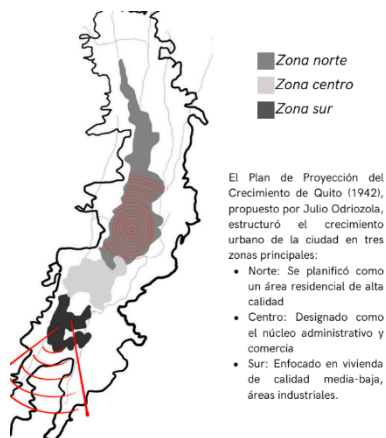 Zona norte
Zona centro
Zona sur
El Plan de Proyección del
Crecimiento de Quito (1942),
propuesto por Julio Odriozola,
estructuró el crecimiento
urbano de la ciudad en tres
zonas principales:
• Norte: Se planificó como
un área residencial de alta
calidad
• Centro: Designado como
el núcleo administrativo y
comercia
• Sur: Enfocado en vivienda
de calidad media-baja,
áreas industriales.